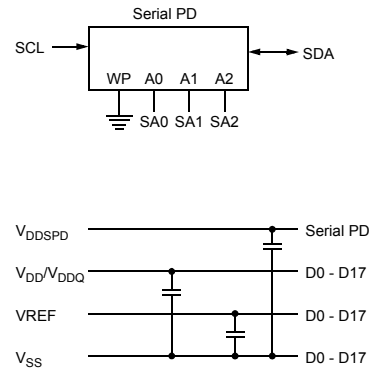 Serial PD
SCL SDA
WP A0 A1 A2
SA0 SA1 SA2
VDDSPD Serial PD
VDD/VDDQ D0 - D17
VREF D0 - D17
VSS D0 - D17